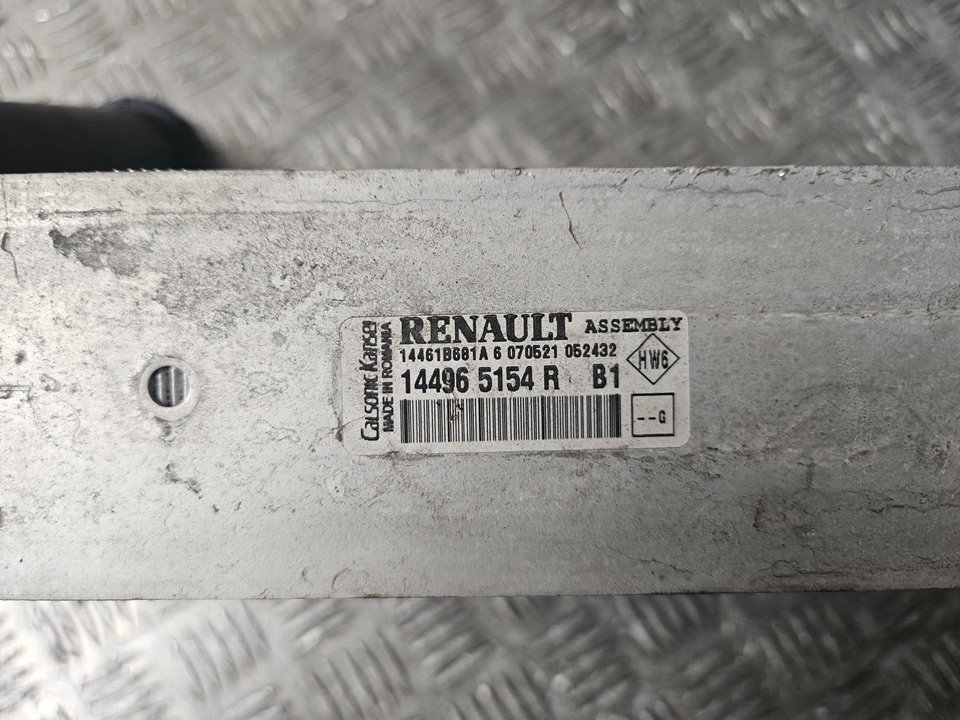 Calsonic Kansei
MADE IN ROMANIA
RENAULT ASSEMBLY
14461B681A 6 070521 052432
14496 5154 R B1
HW6
--G